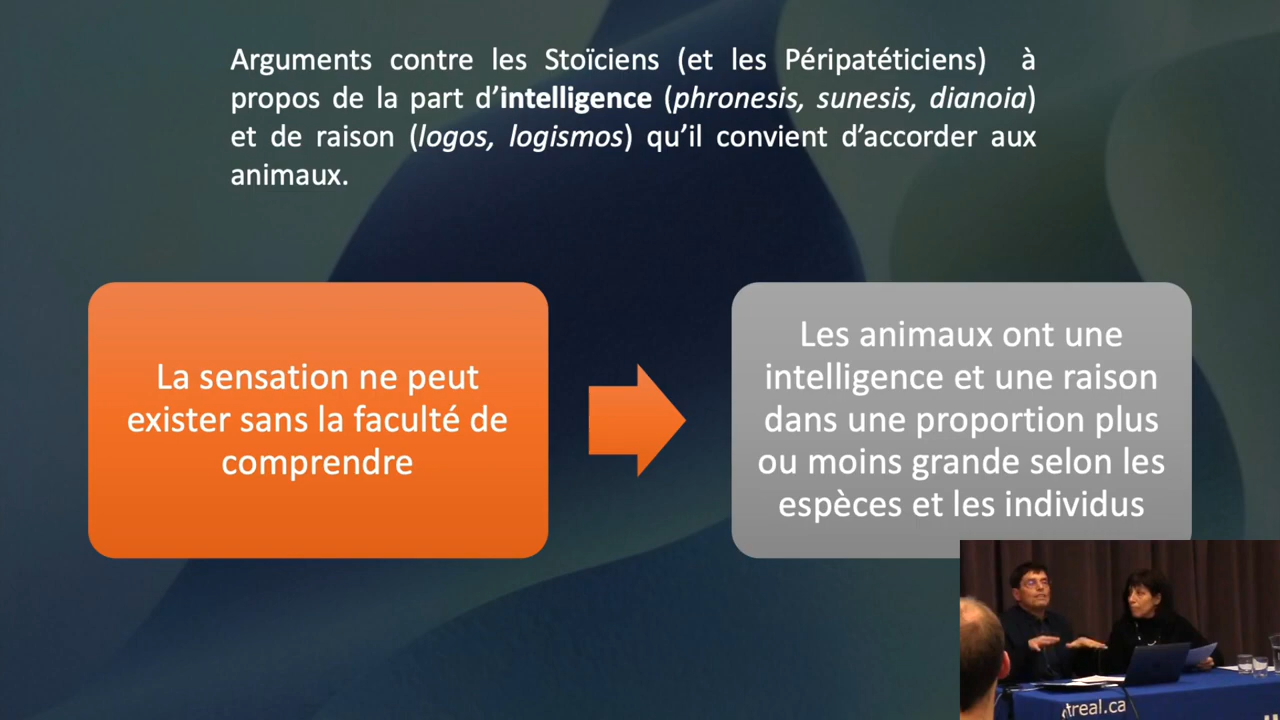 Arguments contre les Stoïciens (et les Péripatéticiens) à
propos de la part d’intelligence (phronesis, sunesis, dianoia)
et de raison (logos, logismos) qu’il convient d’accorder aux
animaux.
La sensation ne peut
exister sans la faculté de
comprendre
Les animaux ont une
intelligence et une raison
dans une proportion plus
ou moins grande selon les
espèces et les individus
treal.ca